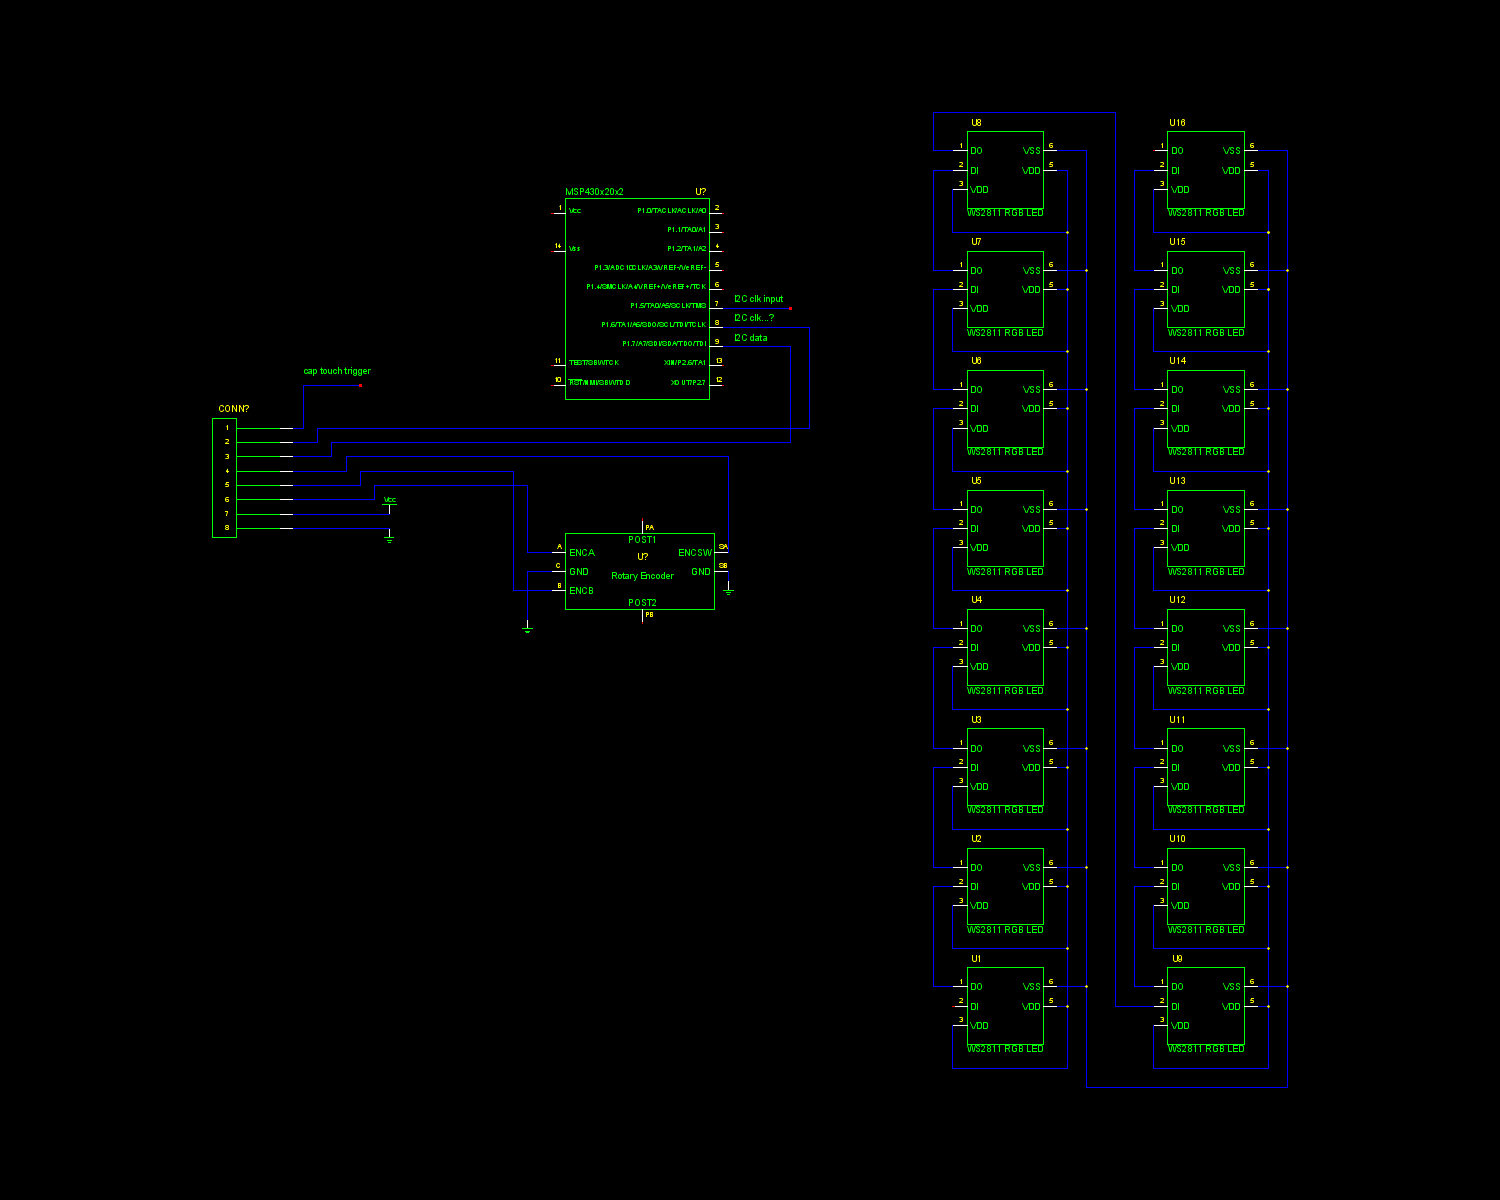 MSP430x20x2 U?
1 Vcc P1.0/TACLK/ACLK/A0 2
P1.1/TA0/A1 3
14 Vss P1.2/TA1/A2 4
P1.3/ADC10CLK/A3/VREF-/VeREF- 5
P1.4/SMCLK/A4/VREF+/VeREF+/TCK 6
P1.5/TA0/A5/SCLK/TMS 7 I2C clk input
P1.6/TA1/A6/SDO/SCL/TDI/TCLK 8 I2C clk...?
P1.7/A7/SDI/SDA/TDO/TDI 9 I2C data
11 TEST/SBWTCK XIN/P2.6/TA1 13
10 RST/NMI/SBWTDIO XOUT/P2.7 12
cap touch trigger
CONN?
1
2
3
4
5
6 Vcc
7
8
PA
POST1
A ENCA U? ENCSW SA
C GND Rotary Encoder GND SB
B ENCB
POST2
PB
U8
1 DO VSS 6
2 DI VDD 5
3 VDD
WS2811 RGB LED
U7
1 DO VSS 6
2 DI VDD 5
3 VDD
WS2811 RGB LED
U6
1 DO VSS 6
2 DI VDD 5
3 VDD
WS2811 RGB LED
U5
1 DO VSS 6
2 DI VDD 5
3 VDD
WS2811 RGB LED
U4
1 DO VSS 6
2 DI VDD 5
3 VDD
WS2811 RGB LED
U3
1 DO VSS 6
2 DI VDD 5
3 VDD
WS2811 RGB LED
U2
1 DO VSS 6
2 DI VDD 5
3 VDD
WS2811 RGB LED
U1
1 DO VSS 6
2 DI VDD 5
3 VDD
WS2811 RGB LED
U16
1 DO VSS 6
2 DI VDD 5
3 VDD
WS2811 RGB LED
U15
1 DO VSS 6
2 DI VDD 5
3 VDD
WS2811 RGB LED
U14
1 DO VSS 6
2 DI VDD 5
3 VDD
WS2811 RGB LED
U13
1 DO VSS 6
2 DI VDD 5
3 VDD
WS2811 RGB LED
U12
1 DO VSS 6
2 DI VDD 5
3 VDD
WS2811 RGB LED
U11
1 DO VSS 6
2 DI VDD 5
3 VDD
WS2811 RGB LED
U10
1 DO VSS 6
2 DI VDD 5
3 VDD
WS2811 RGB LED
U9
1 DO VSS 6
2 DI VDD 5
3 VDD
WS2811 RGB LED